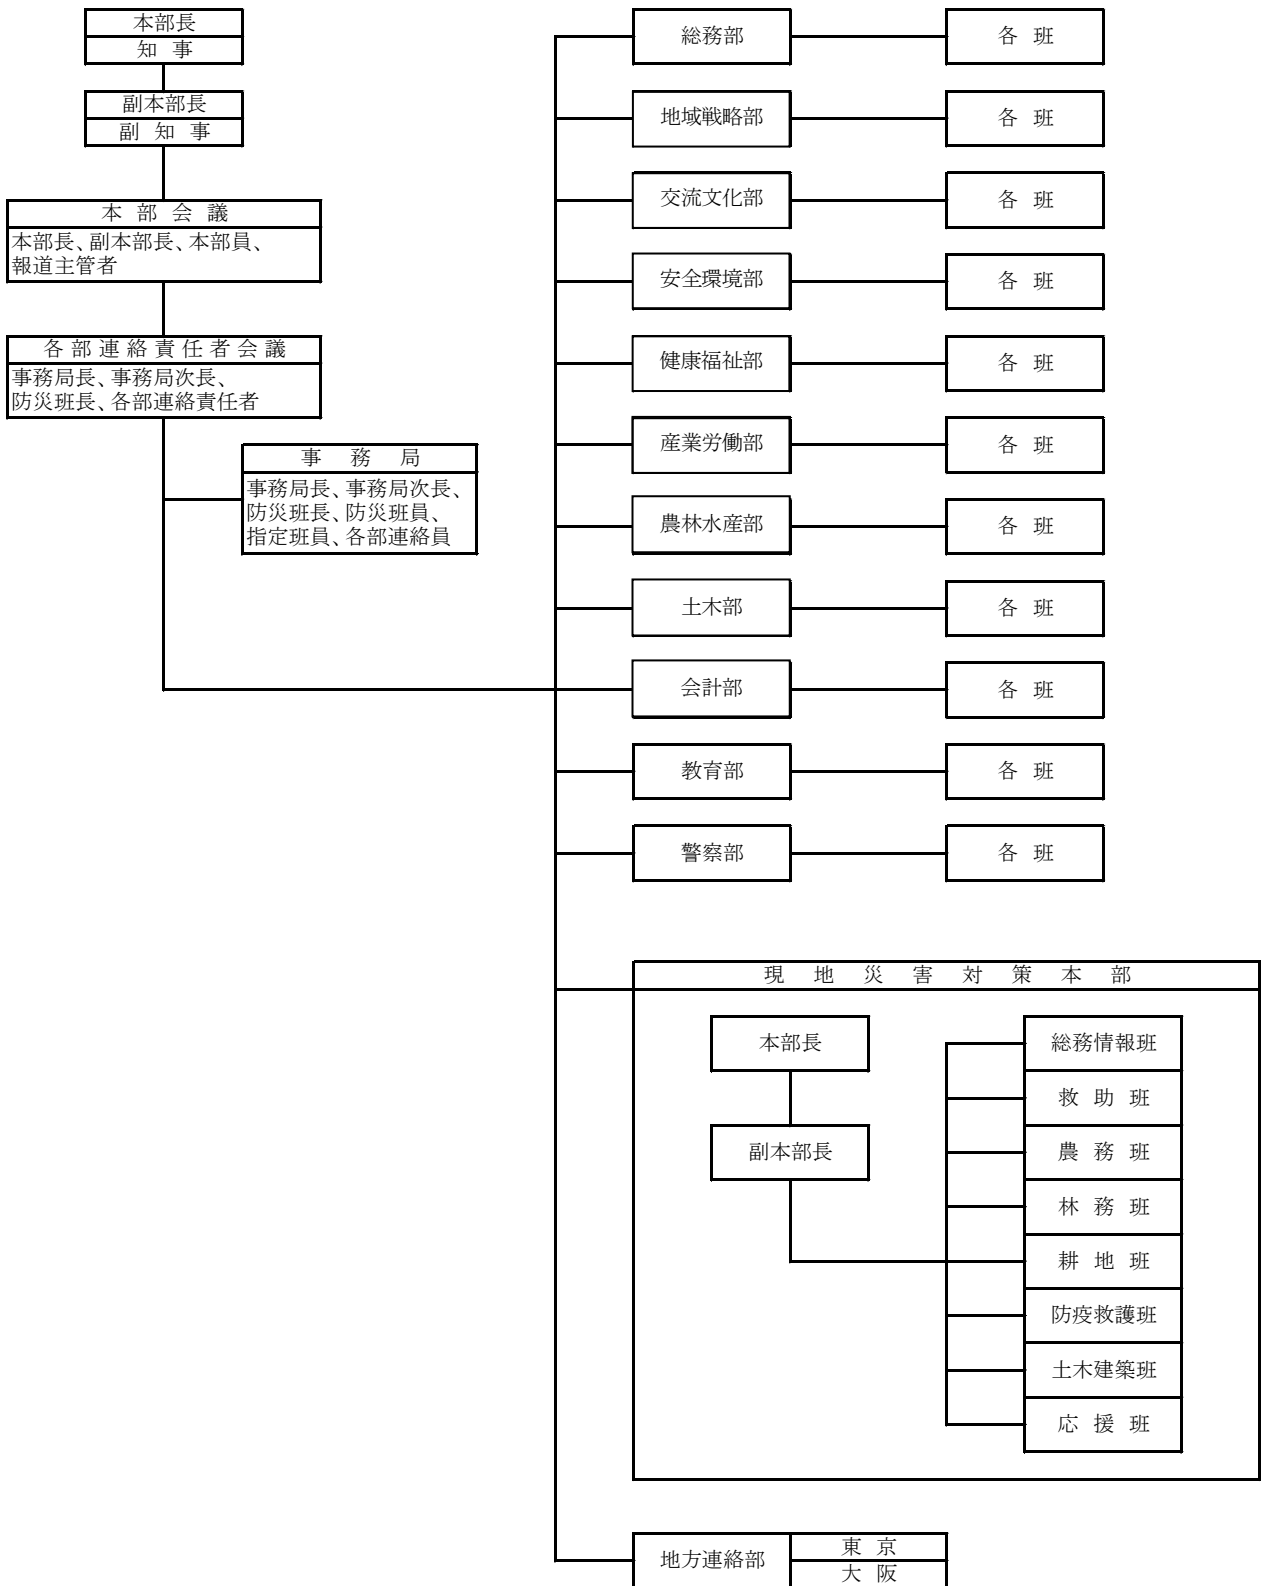 本部長
知 事
副本部長
副 知 事
本 部 会 議
本部長、副本部長、本部員、
報道主管者
各 部 連 絡 責 任 者 会 議
事務局長、事務局次長、
防災班長、各部連絡責任者
事 務 局
事務局長、事務局次長、
防災班長、防災班員、
指定班員、各部連絡員
総務部
各 班
地域戦略部
各 班
交流文化部
各 班
安全環境部
各 班
健康福祉部
各 班
産業労働部
各 班
農林水産部
各 班
土木部
各 班
会計部
各 班
教育部
各 班
警察部
各 班
現 地 災 害 対 策 本 部
本部長
副本部長
総務情報班
救 助 班
農 務 班
林 務 班
耕 地 班
防疫救護班
土木建築班
応 援 班
地方連絡部
東 京
大 阪